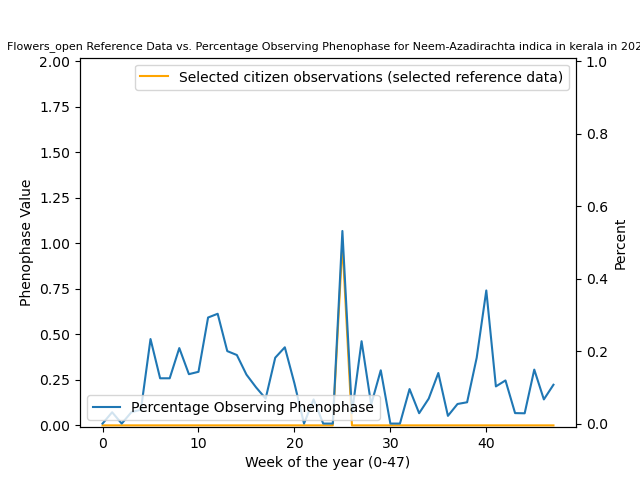 Flowers_open Reference Data vs. Percentage Observing Phenophase for Neem-Azadirachta indica in kerala in 202
Selected citizen observations (selected reference data)
2.00
1.75
1.50
1.25
1.00
0.75
0.50
0.25
0.00
Phenophase Value
1.0
0.8
0.6
0.4
0.2
0.0
Percent
Percentage Observing Phenophase
0 10 20 30 40
Week of the year (0-47)